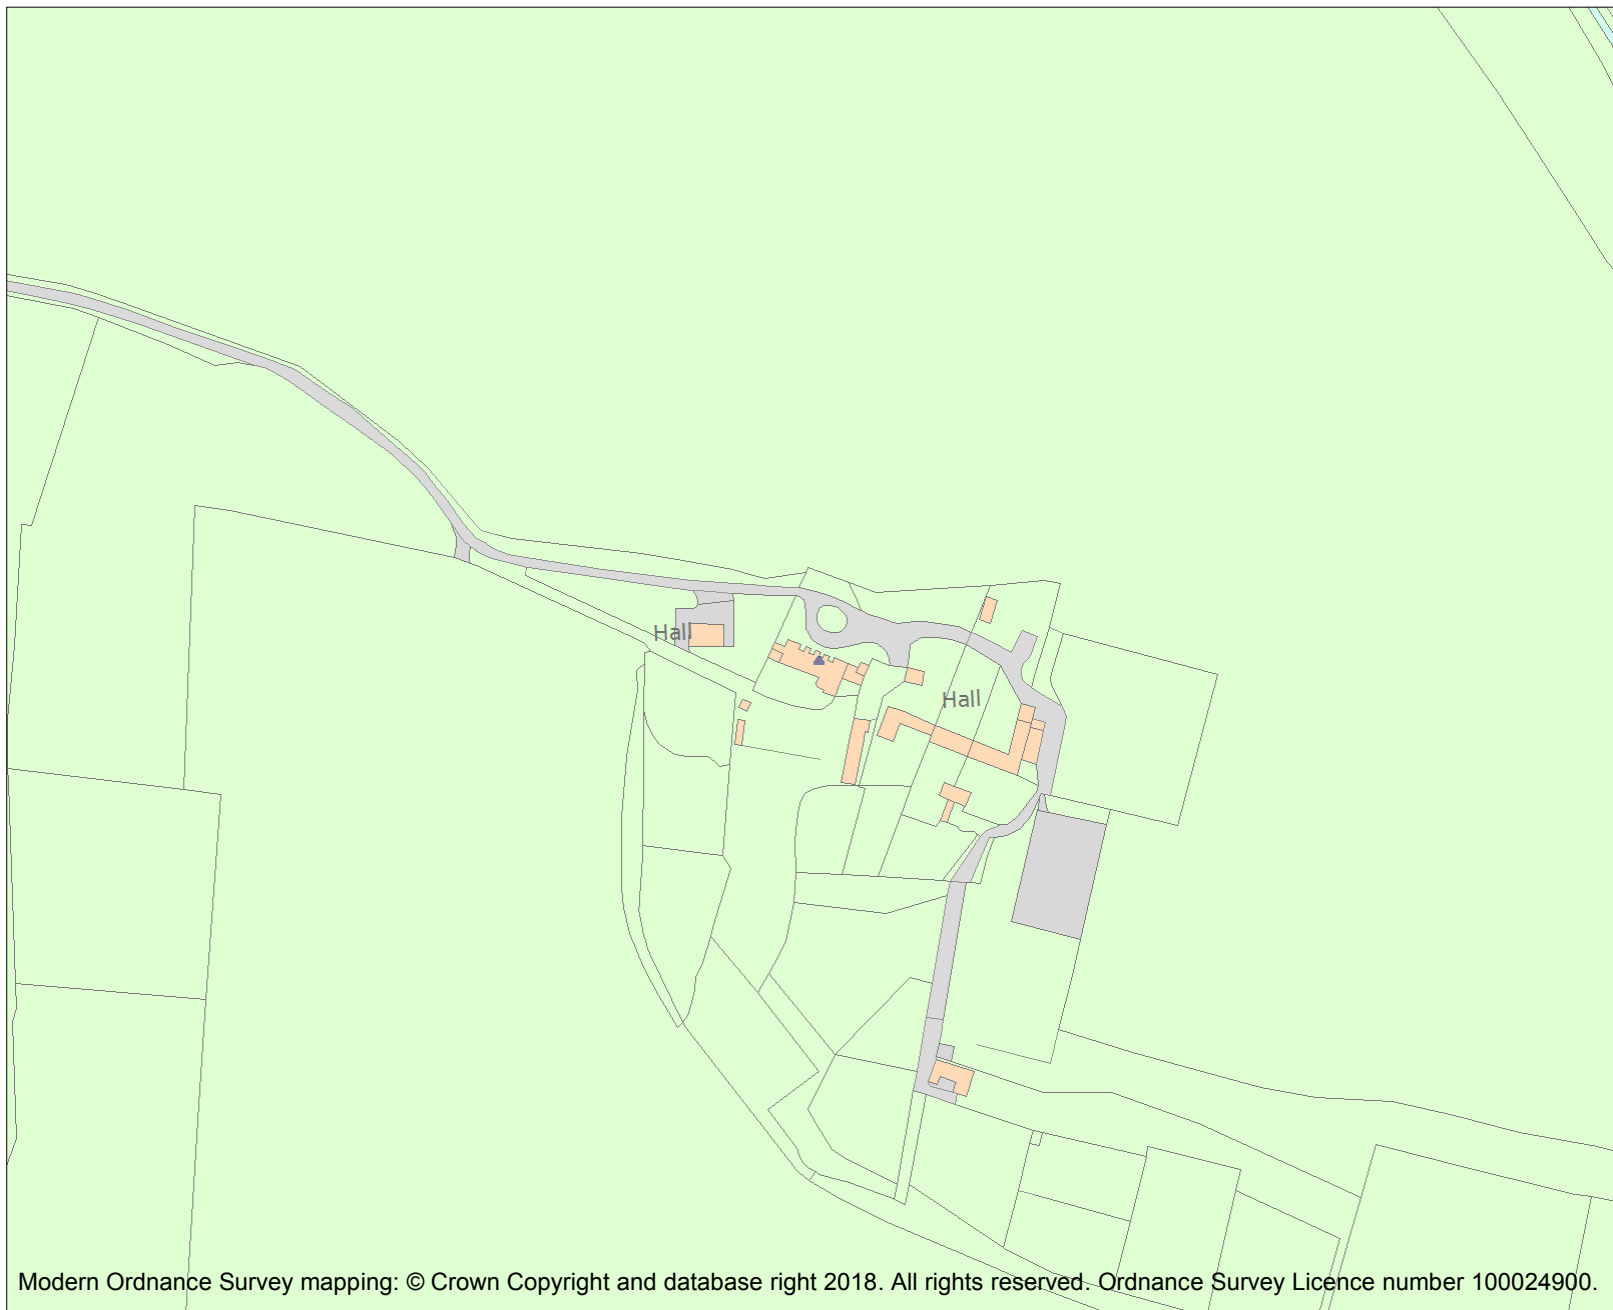 Hall
Hall
Modern Ordnance Survey mapping: © Crown Copyright and database right 2018. All rights reserved. Ordnance Survey Licence number 100024900.